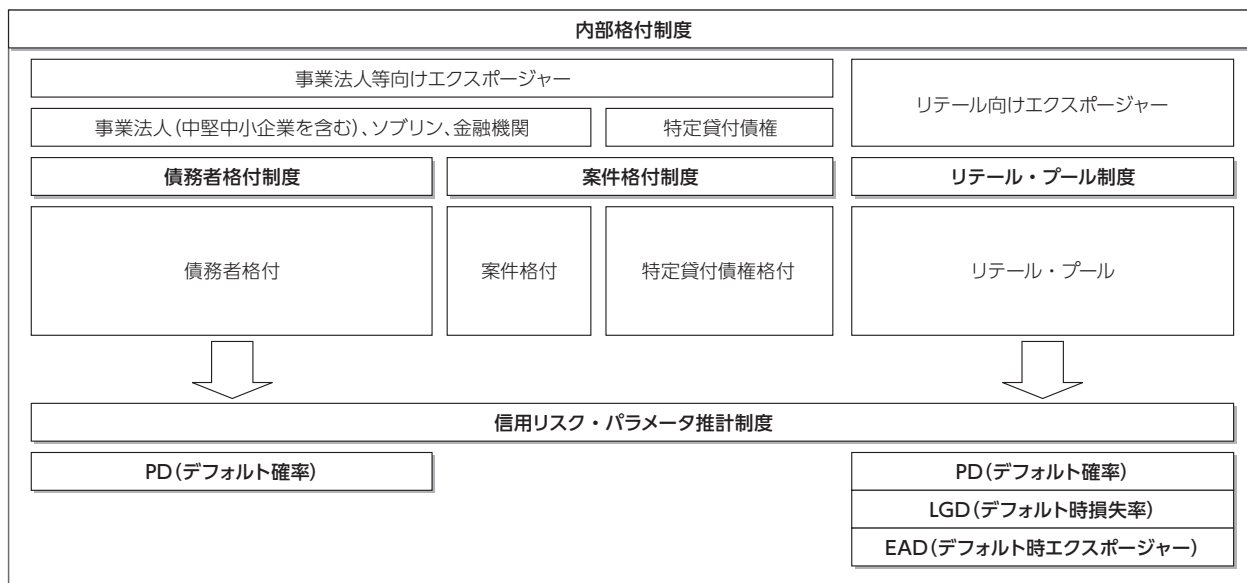 内部格付制度
事業法人等向けエクスポージャー
リテール向けエクスポージャー
事業法人(中堅中小企業を含む)、ソブリン、金融機関
特定貸付債権
債務者格付制度
案件格付制度
リテール・プール制度
債務者格付
案件格付
特定貸付債権格付
リテール・プール
信用リスク・パラメータ推計制度
PD(デフォルト確率)
PD(デフォルト確率)
LGD(デフォルト時損失率)
EAD(デフォルト時エクスポージャー)